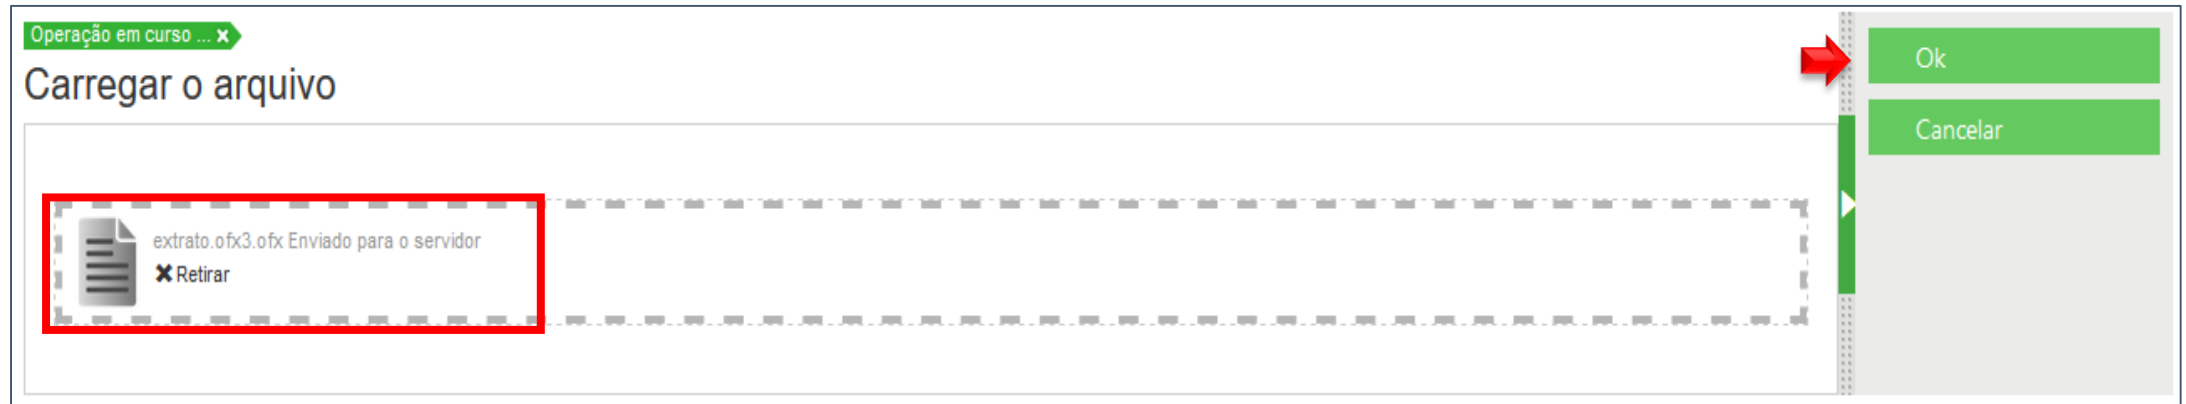 Operação em curso ... x
Carregar o arquivo
extrato.ofx3.ofx Enviado para o servidor
✖ Retirar
Ok
Cancelar